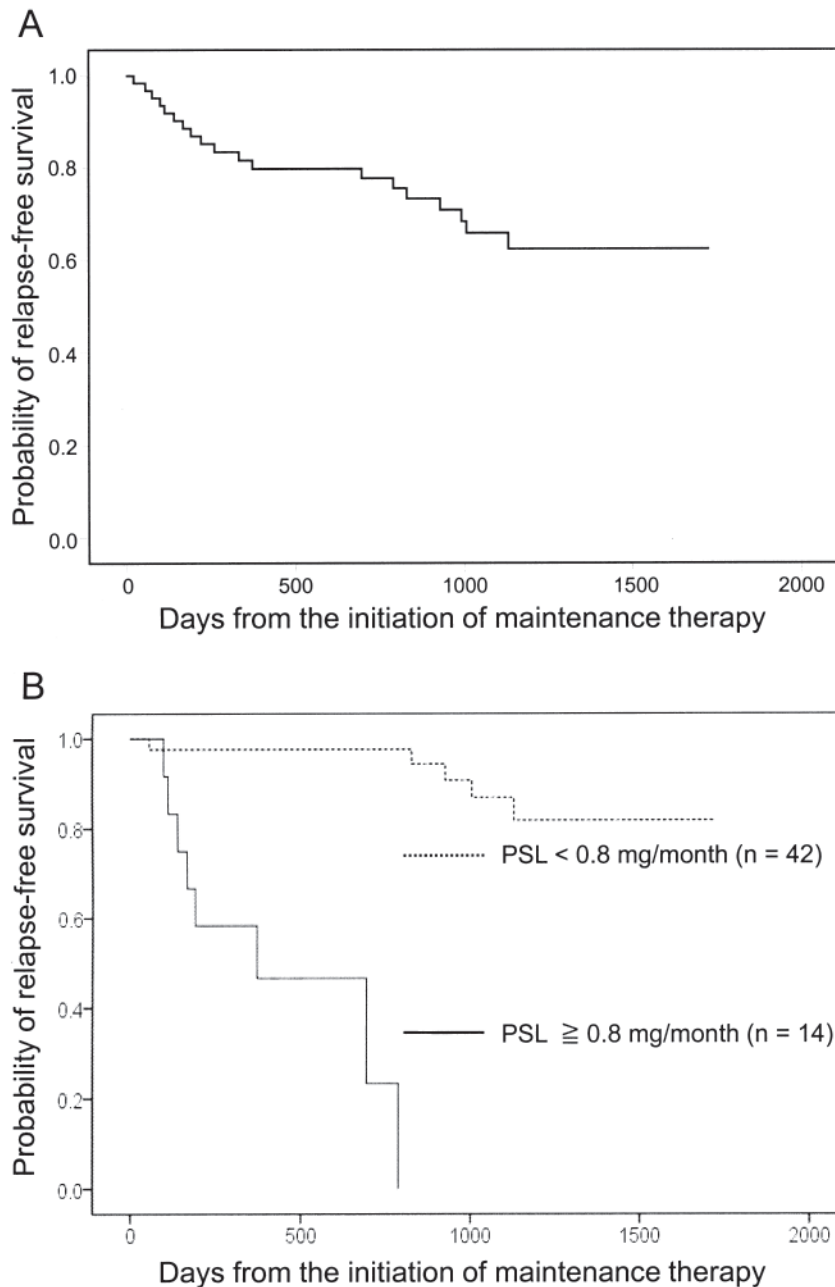 A
Probability of relapse-free survival
1.0
0.8
0.6
0.4
0.2
0.0
0 500 1000 1500 2000
Days from the initiation of maintenance therapy
B
Probability of relapse-free survival
1.0
0.8
0.6
0.4
0.2
0.0
PSL < 0.8 mg/month (n = 42)
PSL ≧ 0.8 mg/month (n = 14)
0 500 1000 1500 2000
Days from the initiation of maintenance therapy